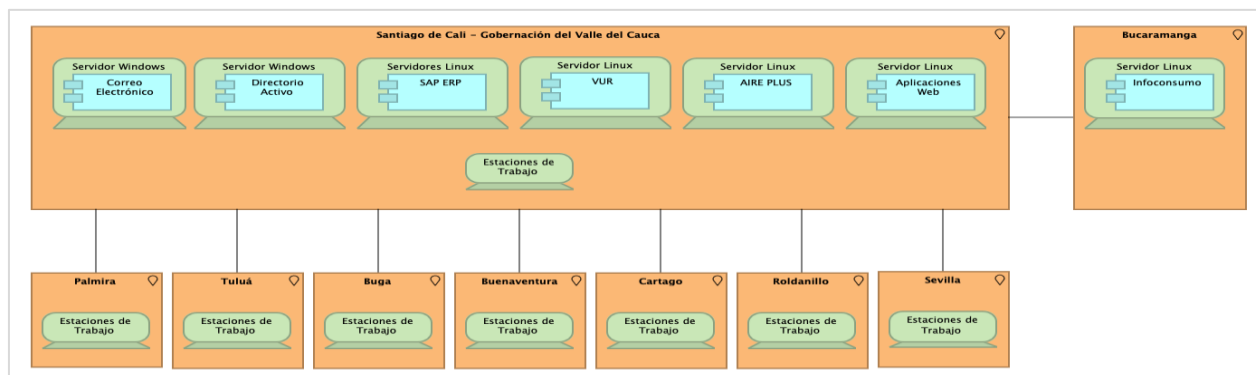 Santiago de Cali – Gobernación del Valle del Cauca
Servidor Windows
Correo
Electrónico
Servidor Windows
Directorio
Activo
Servidores Linux
SAP ERP
Servidor Linux
VUR
Servidor Linux
AIRE PLUS
Servidor Linux
Aplicaciones
Web
Estaciones de
Trabajo
Bucaramanga
Servidor Linux
Infoconsumo
Palmira
Estaciones de
Trabajo
Tuluá
Estaciones de
Trabajo
Buga
Estaciones de
Trabajo
Buenaventura
Estaciones de
Trabajo
Cartago
Estaciones de
Trabajo
Roldanillo
Estaciones de
Trabajo
Sevilla
Estaciones de
Trabajo